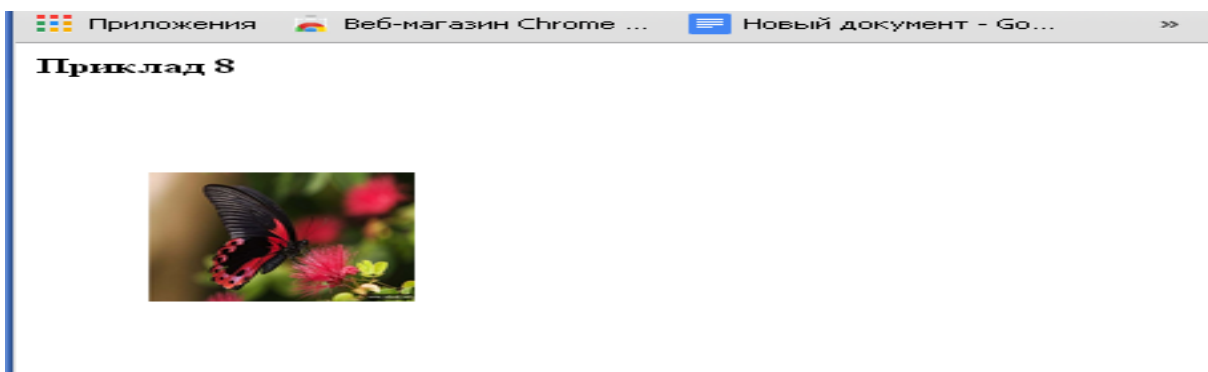 Приложения Веб-магазин Chrome ... Новый документ - Go... »
Приклад 8